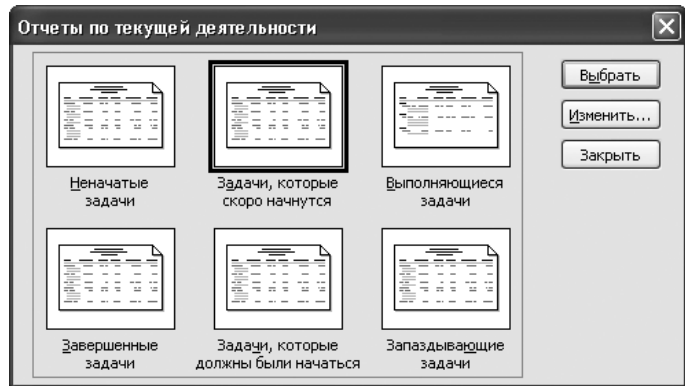 Отчеты по текущей деятельности
Выбрать
Изменить...
Закрыть
Неначатые
задачи
Задачи, которые
скоро начнутся
Выполняющиеся
задачи
Завершенные
задачи
Задачи, которые
должны были начаться
Запаздывающие
задачи